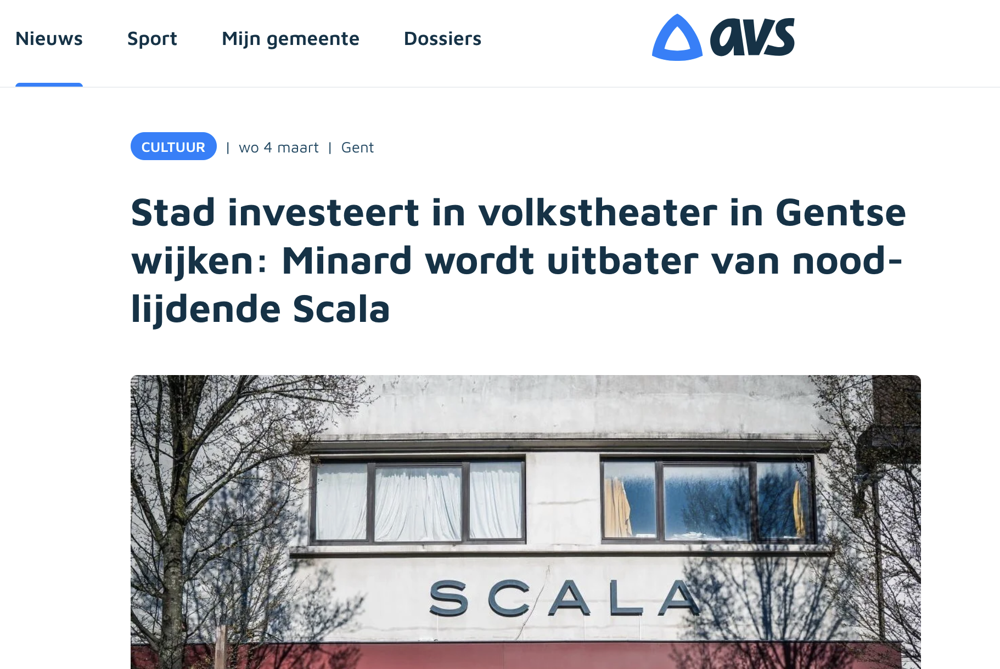 Nieuws Sport Mijn gemeente Dossiers avs
CULTUUR | wo 4 maart | Gent
Stad investeert in volkstheater in Gentse
wijken: Minard wordt uitbater van nood-
lijdende Scala
SCALA